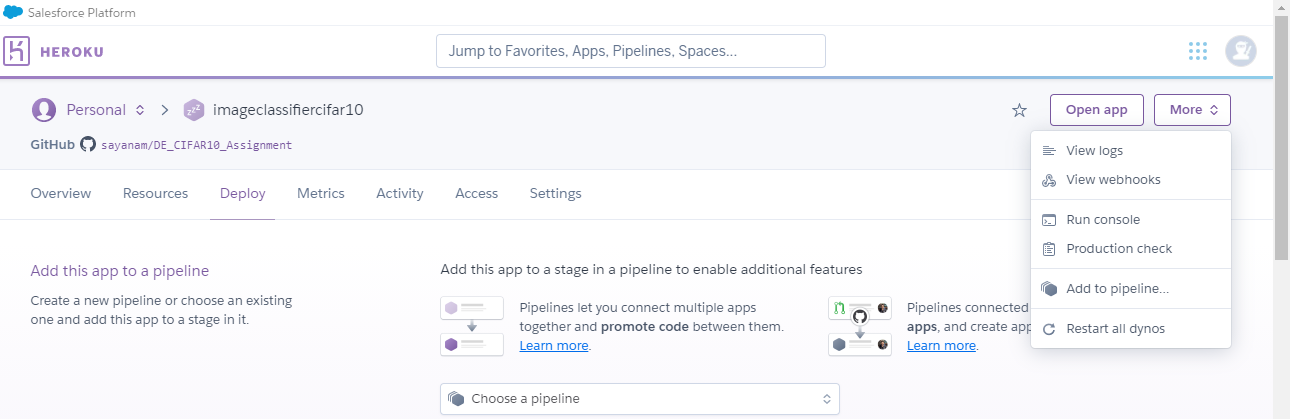 Salesforce Platform
HEROKU
Jump to Favorites, Apps, Pipelines, Spaces...
Personal
imageclassifiercifar10
Open app
More
GitHub sayanam/DE_CIFAR10_Assignment
View logs
View webhooks
Run console
Production check
Add to pipeline...
Restart all dynos
Overview Resources Deploy Metrics Activity Access Settings
Add this app to a pipeline
Create a new pipeline or choose an existing
one and add this app to a stage in it.
Add this app to a stage in a pipeline to enable additional features
Pipelines let you connect multiple apps
together and promote code between them.
Learn more.
Pipelines connected
apps, and create app
Learn more.
Choose a pipeline